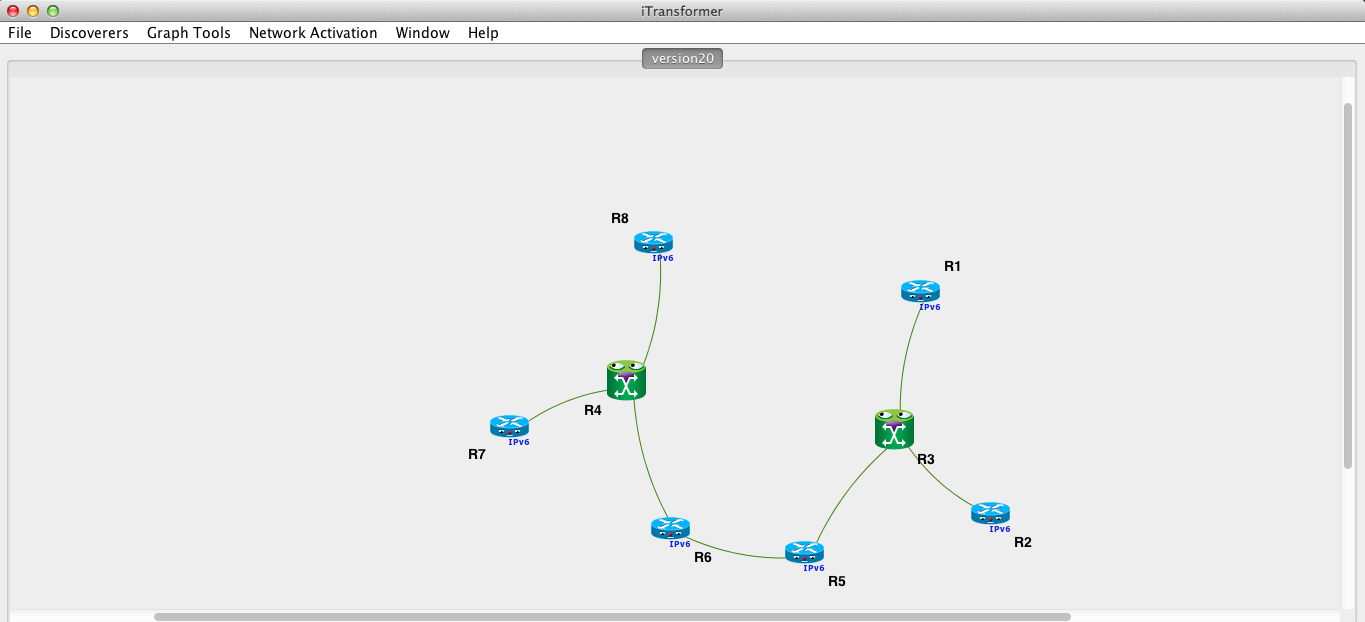 iTransformer
File Discoverers Graph Tools Network Activation Window Help
version20
R8
IPv6
R1
IPv6
R4
R7
IPv6
R3
R6
IPv6
R5
IPv6
R2
IPv6